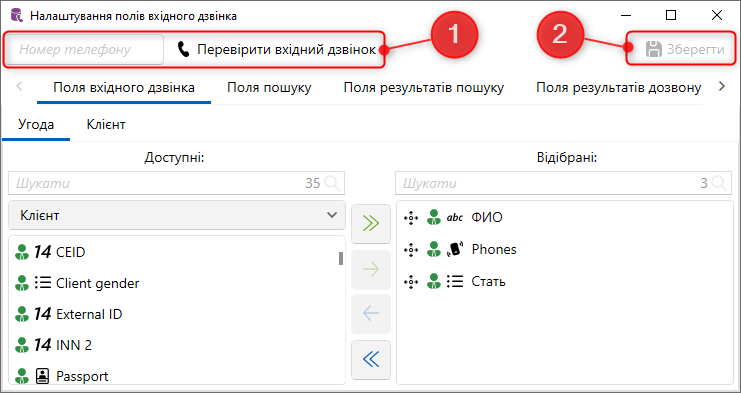 Налаштування полів вхідного дзвінка
Номер телефону
Перевірити вхідний дзвінок
1
2
Зберегти
Поля вхідного дзвінка
Поля пошуку
Поля результатів пошуку
Поля результатів дозвону
Угода
Клієнт
Доступні:
Відібрані:
Шукати 35
Шукати 3
Клієнт
abc ФИО
Phones
Стать
14 CEID
Client gender
14 External ID
14 INN 2
Passport